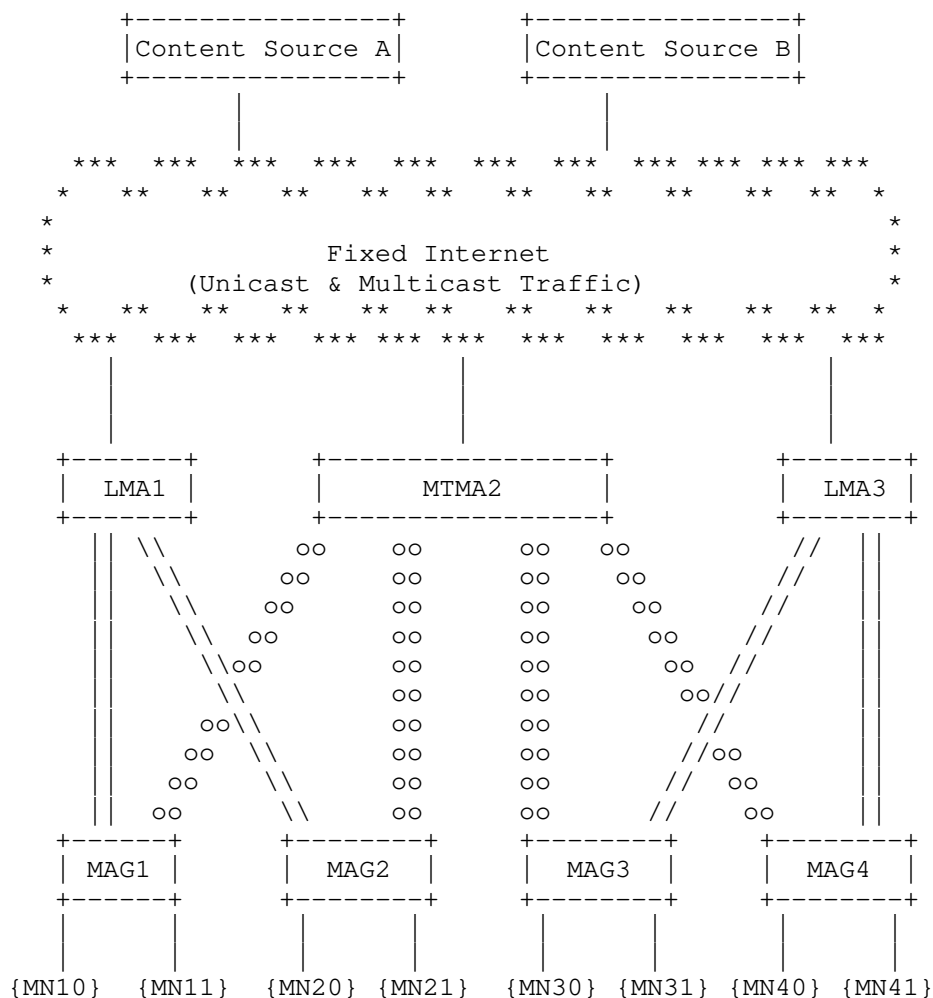 Content Source A Content Source B
Fixed Internet
(Unicast & Multicast Traffic)
LMA1 MTMA2 LMA3
MAG1 MAG2 MAG3 MAG4
{MN10} {MN11} {MN20} {MN21} {MN30} {MN31} {MN40} {MN41}